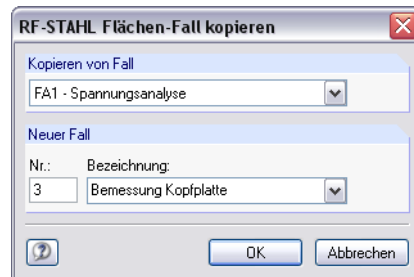 RF-STAHL Flächen-Fall kopieren
Kopieren von Fall
FA1 - Spannungsanalyse
Neuer Fall
Nr.: Bezeichnung:
3 Bemessung Kopfplatte
OK Abbrechen